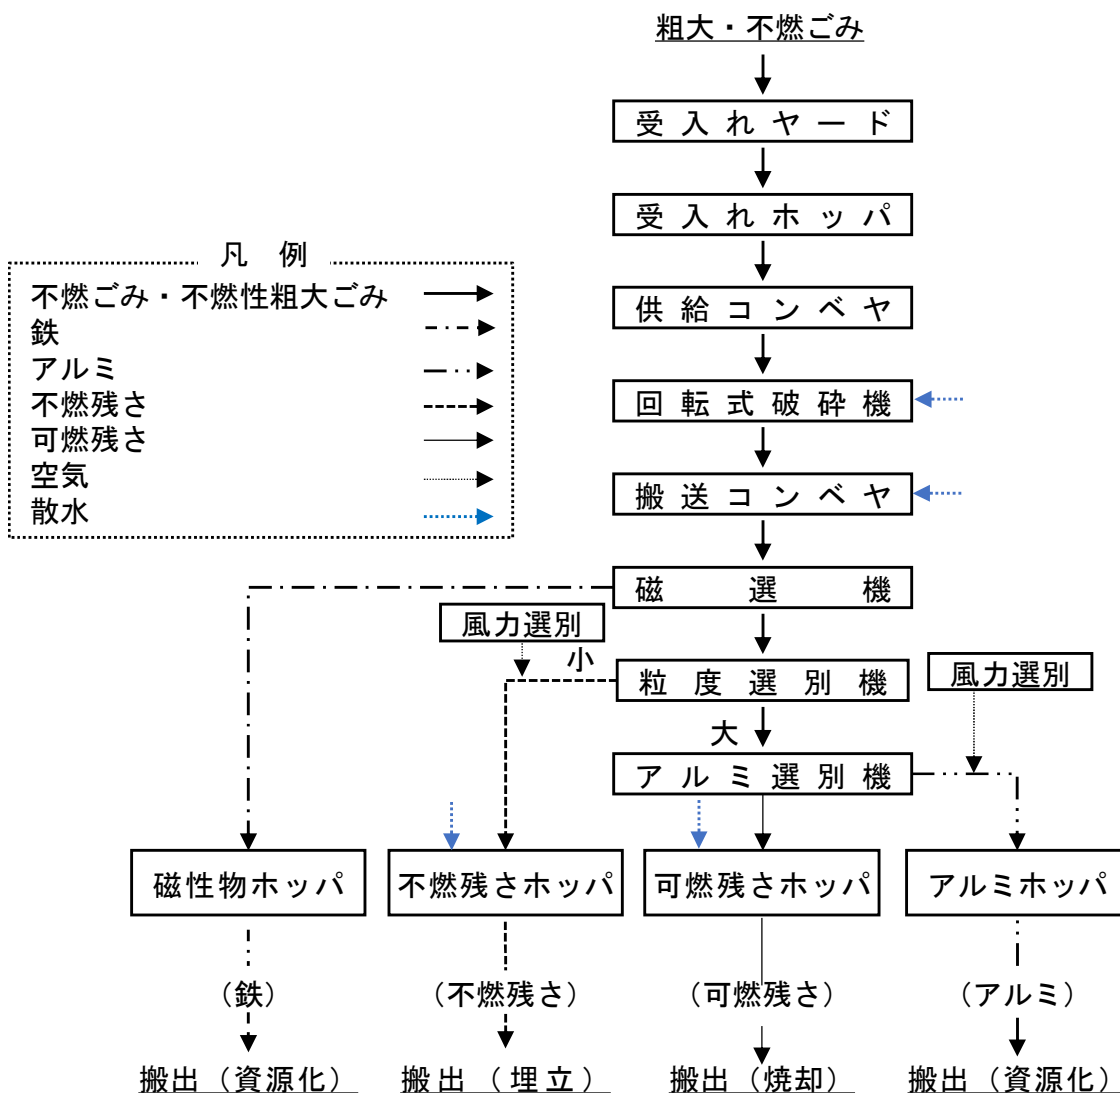 粗大・不燃ごみ
受入れヤード
受入れホッパ
凡 例
不燃ごみ・不燃性粗大ごみ
鉄
アルミ
不燃残さ
可燃残さ
空気
散水
供給コンベヤ
回転式破砕機
搬送コンベヤ
磁選機
風力選別
小
粒度選別機
風力選別
大
アルミ選別機
磁性物ホッパ
不燃残さホッパ
可燃残さホッパ
アルミホッパ
（鉄）
（不燃残さ）
（可燃残さ）
（アルミ）
搬出（資源化）
搬出（埋立）
搬出（焼却）
搬出（資源化）